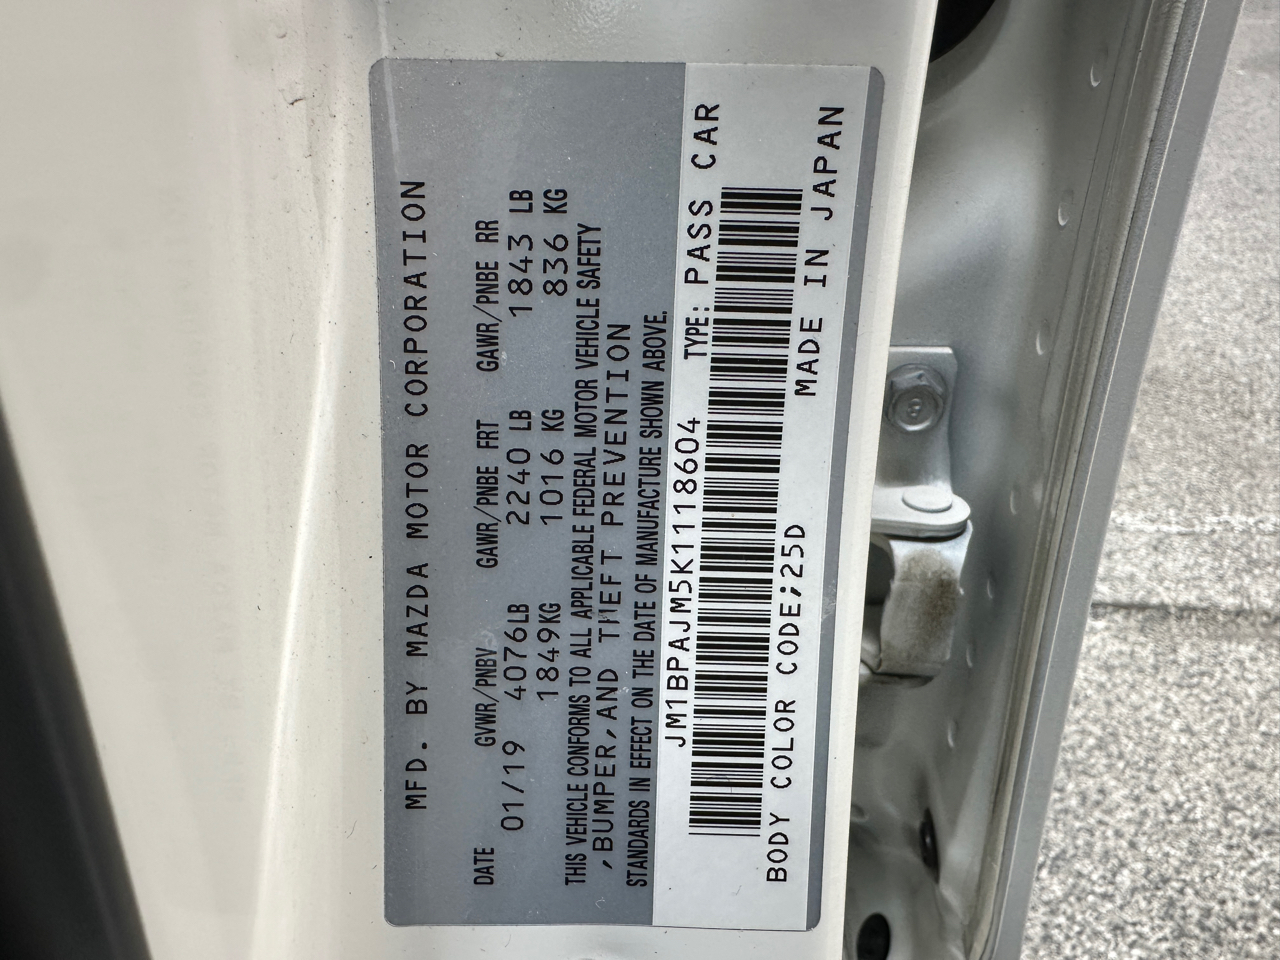 MFD. BY MAZDA MOTOR CORPORATION
DATE GVWR/PNBV GAWR/PNBE FRT GAWR/PNBE RR
01/19 4076LB 2240 LB 1843 LB
1849KG 1016 KG 836 KG
THIS VEHICLE CONFORMS TO ALL APPLICABLE FEDERAL MOTOR VEHICLE SAFETY
,BUMPER,AND THEFT PREVENTION
STANDARDS IN EFFECT ON THE DATE OF MANUFACTURE SHOWN ABOVE.
JM1BPAJM5K1118604 TYPE: PASS CAR
BODY COLOR CODE;25D MADE IN JAPAN